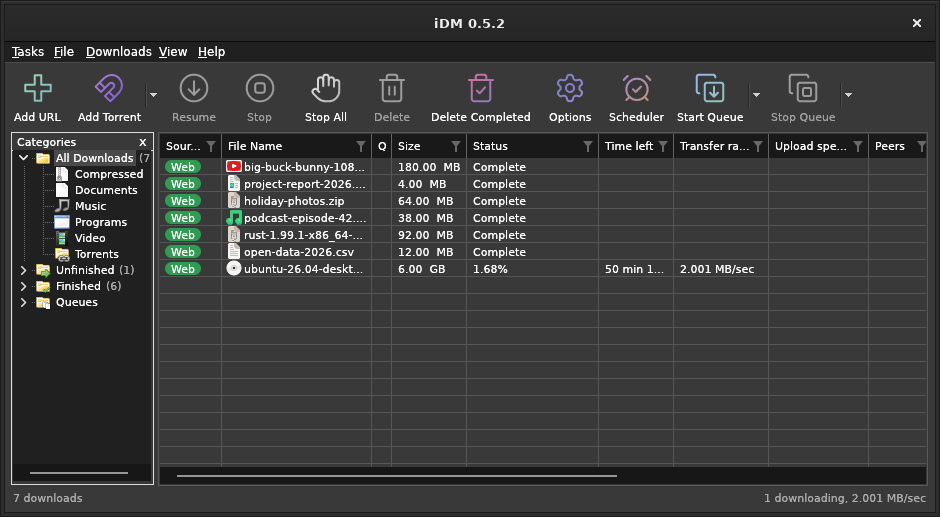 iDM 0.5.2
Tasks File Downloads View Help
Add URL Add Torrent Resume Stop Stop All Delete Delete Completed Options Scheduler Start Queue Stop Queue
Categories X
All Downloads (7
Compressed
Documents
Music
Programs
Video
Torrents
Unfinished (1)
Finished (6)
Queues
Sour... File Name Q Size Status Time left Transfer ra... Upload spe... Peers
Web big-buck-bunny-108... 180.00 MB Complete
Web project-report-2026.... 4.00 MB Complete
Web holiday-photos.zip 64.00 MB Complete
Web podcast-episode-42.... 38.00 MB Complete
Web rust-1.99.1-x86_64-... 92.00 MB Complete
Web open-data-2026.csv 12.00 MB Complete
Web ubuntu-26.04-deskt... 6.00 GB 1.68% 50 min 1... 2.001 MB/sec
7 downloads
1 downloading, 2.001 MB/sec